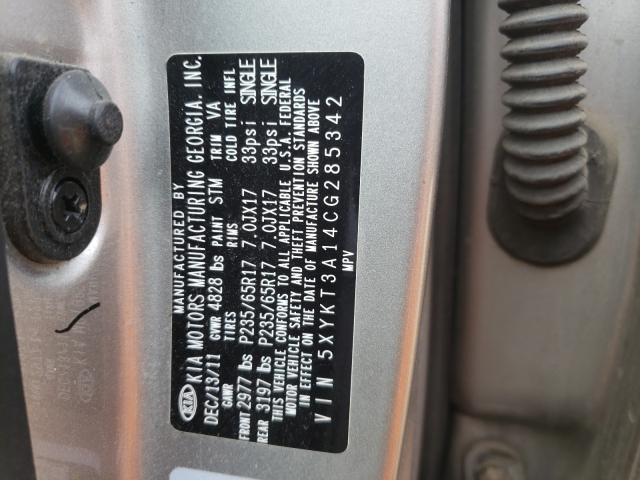 MANUFACTURED BY
KIA KIA MOTORS MANUFACTURING GEORGIA. INC.
DEC/13/11 GVWR 4828 lbs PAINT STM TRIM VA
GAWR TIRES RIMS COLD TIRE INFL
FRONT 2977 lbs P235/65R17 7.0JX17 33psi SINGLE
REAR 3197 lbs P235/65R17 7.0JX17 33psi SINGLE
THIS VEHICLE CONFORMS TO ALL APPLICABLE U.S.A. FEDERAL
MOTOR VEHICLE SAFETY AND THEFT PREVENTION STANDARDS
IN EFFECT ON THE DATE OF MANUFACTURE SHOWN ABOVE
VIN 5XYKT3A14CG285342
MPV